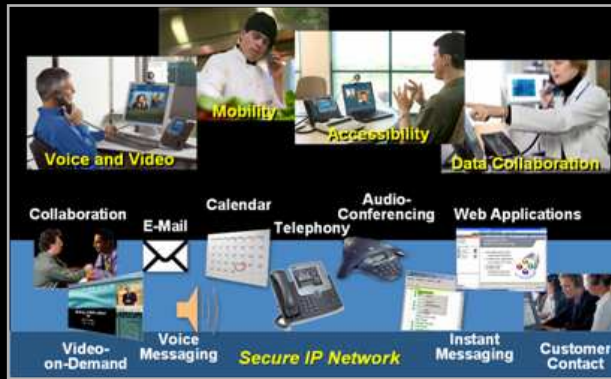 Mobility
Voice and Video
Accessibility
Data Collaboration
Collaboration
E-Mail
Calendar
Telephony
Audio-
Conferencing
Web Applications
Video-
on-Demand
Voice
Messaging
Secure IP Network
Instant
Messaging
Customer
Contact